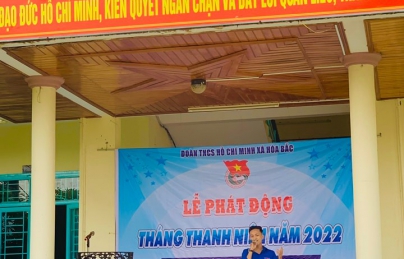 ĐẠO ĐỨC HỒ CHÍ MINH, KIÊN QUYẾT NGĂN CHẶN VÀ ĐẨY LÙI QUAN LIÊU,
ĐOÀN TNCS HỒ CHÍ MINH XÃ HÒA BẮC
LỄ PHÁT ĐỘNG
THÁNG THANH NIÊN NĂM 2022